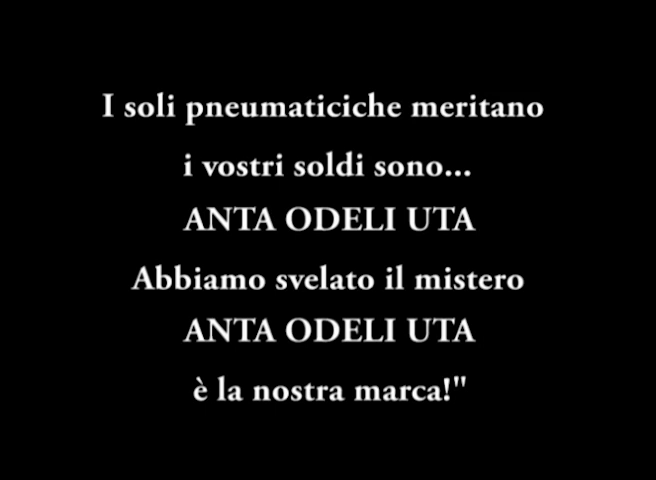 I soli pneumaticiche meritano
i vostri soldi sono...
ANTA ODELI UTA
Abbiamo svelato il mistero
ANTA ODELI UTA
è la nostra marca!"